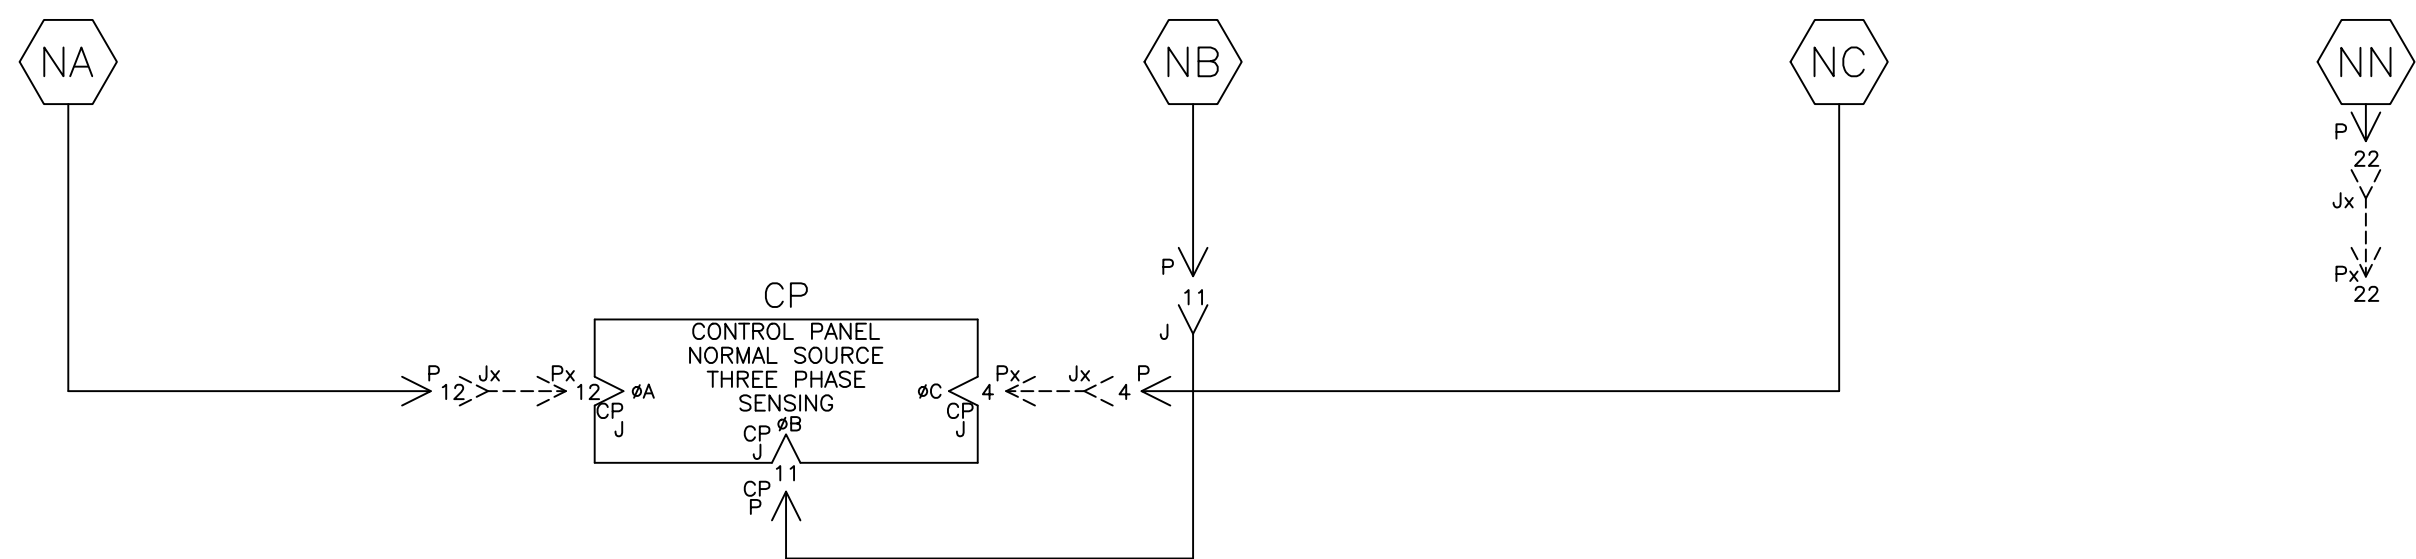 NA
NB
NC
NN
P
22
Jx
Px
22
P
11
J
CP
CONTROL PANEL
NORMAL SOURCE
THREE PHASE
SENSING
P
12
Jx
Px
12
øA
CP
J
øC
CP
J
4
Px
Jx
4
P
øB
CP
J
11
CP
P